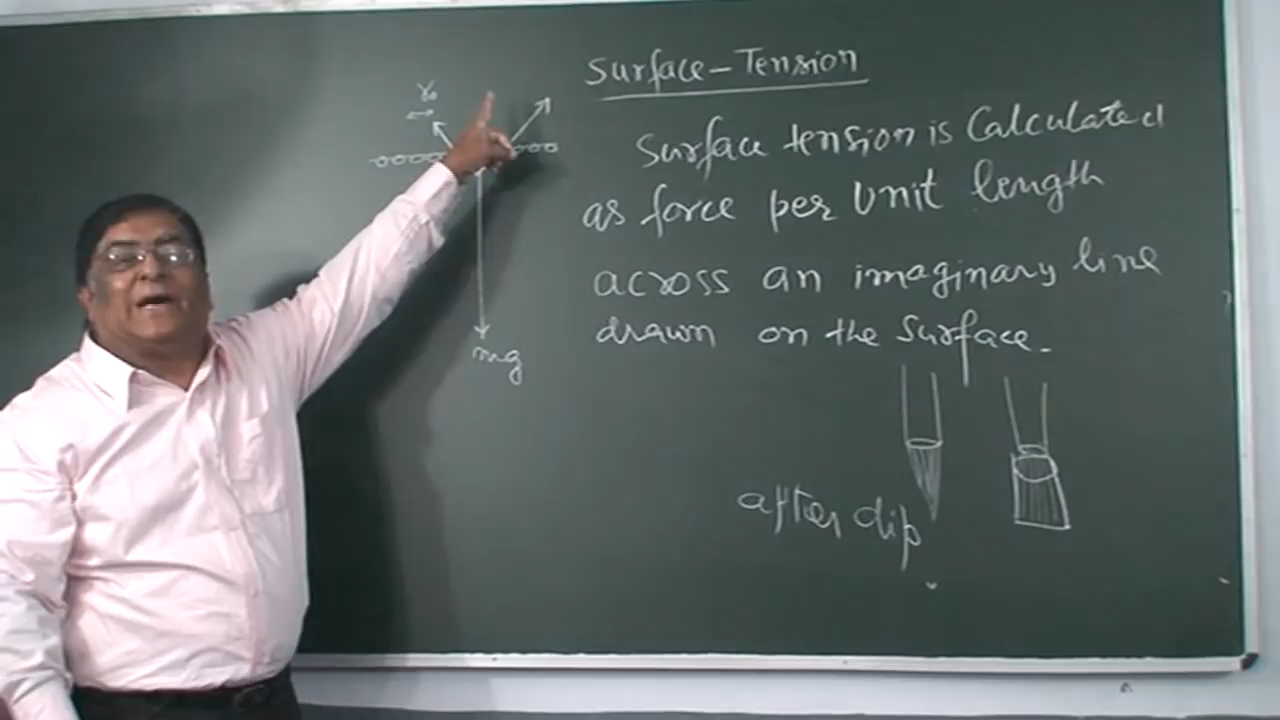 Surface-Tension
Surface tension is Calculated
as force per Unit length
across an imaginary line
drawn on the Surface.
after dip
mg